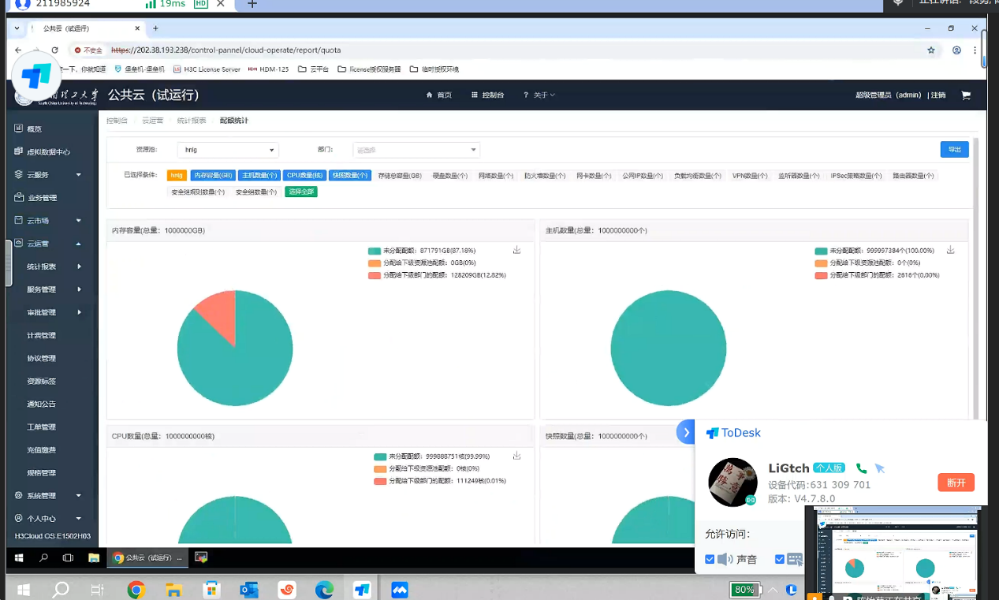 211985924 19ms HD
公共云（试运行）
不安全 https://202.38.193.238/control-pannel/cloud-operate/report/quota
一下，你就知道 堡垒机-堡垒机 H3C License Server HDM-125 云平台 license授权服务器 临时授权环境
公共云（试运行） 首页 控制台 ? 关于 超级管理员（admin）| 注销
South China University of Technology
控制台 云运营 统计报表 配额统计
概览
虚拟数据中心
云服务
业务管理
云市场
云运营
统计报表
服务管理
审批管理
计费管理
协议管理
资源标签
通知公告
工单管理
充值缴费
规格管理
系统管理
个人中心
H3Cloud OS E1502H03
资源池: hnlg 部门: 请选择 导出
已选择条件: hnlg 内存容量(GB) 主机数量(个) CPU数量(核) 快照数量(个) 存储总容量(GB) 硬盘数量(个) 网络数量(个) 防火墙数量(个) 网卡数量(个) 公网IP数量(个) 负载均衡数量(个) VPN数量(个) 监听器数量(个) IPSec策略数量(个) 路由器数量(个)
安全组规则数量(个) 安全组数量(个) 选择全部
内存容量(总量：1000000GB)
未分配配额：871791GB(87.18%)
分配给下级资源池配额：0GB(0%)
分配给下级部门的配额：128209GB(12.82%)
主机数量(总量：1000000000个)
未分配配额：999997384个(100.00%)
分配给下级资源池配额：0个(0%)
分配给下级部门的配额：2616个(0.00%)
CPU数量(总量：1000000000核)
未分配配额：999888751核(99.99%)
分配给下级资源池配额：0核(0%)
分配给下级部门的配额：111249核(0.01%)
快照数量(总量：1000000000个)
ToDesk
LiGtch 个人版
设备代码:631 309 701
版本: V4.7.8.0
断开
允许访问:
声音
公共云（试运行）...
80%